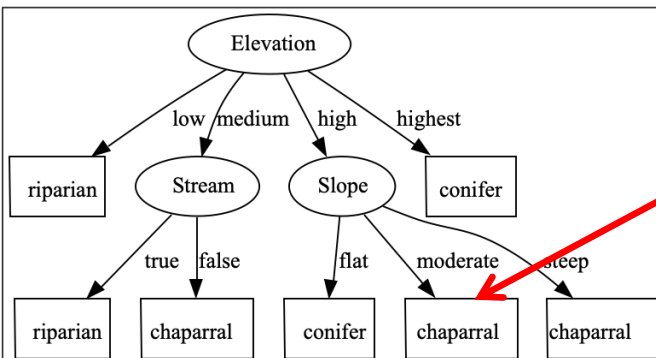 Elevation
low medium high highest
riparian Stream Slope conifer
true false flat moderate steep
riparian chaparral conifer chaparral chaparral